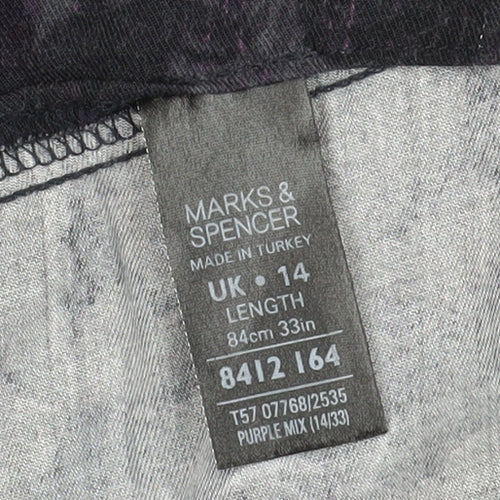 MARKS &
SPENCER
MADE IN TURKEY
UK • 14
LENGTH
84cm 33in
8412 164
T57 07768/2535
PURPLE MIX (14/33)